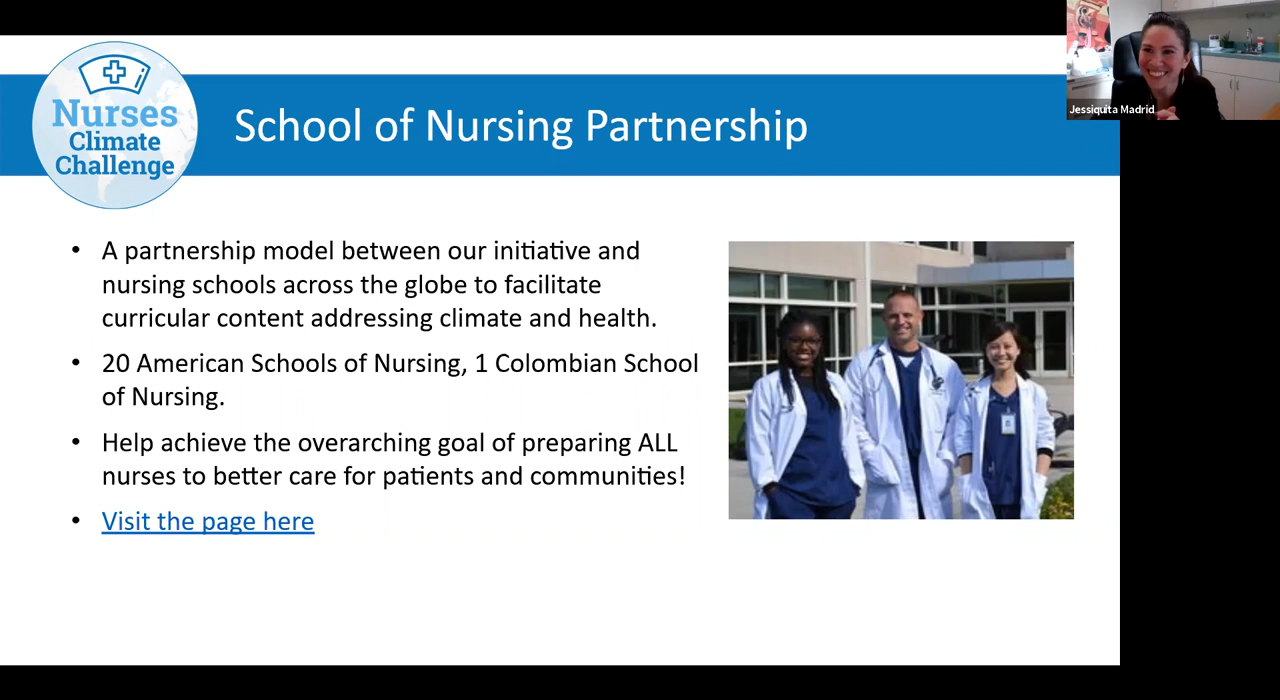 Nurses
Climate
Challenge
School of Nursing Partnership
Jessiquita Madrid
• A partnership model between our initiative and
nursing schools across the globe to facilitate
curricular content addressing climate and health.
• 20 American Schools of Nursing, 1 Colombian School
of Nursing.
• Help achieve the overarching goal of preparing ALL
nurses to better care for patients and communities!
• Visit the page here